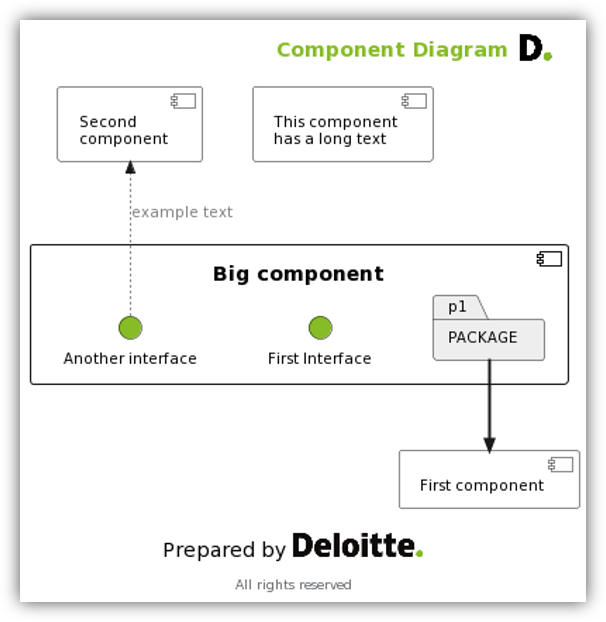 Component Diagram D.
Second
component
This component
has a long text
example text
Big component
p1
PACKAGE
Another interface
First Interface
First component
Prepared by Deloitte.
All rights reserved